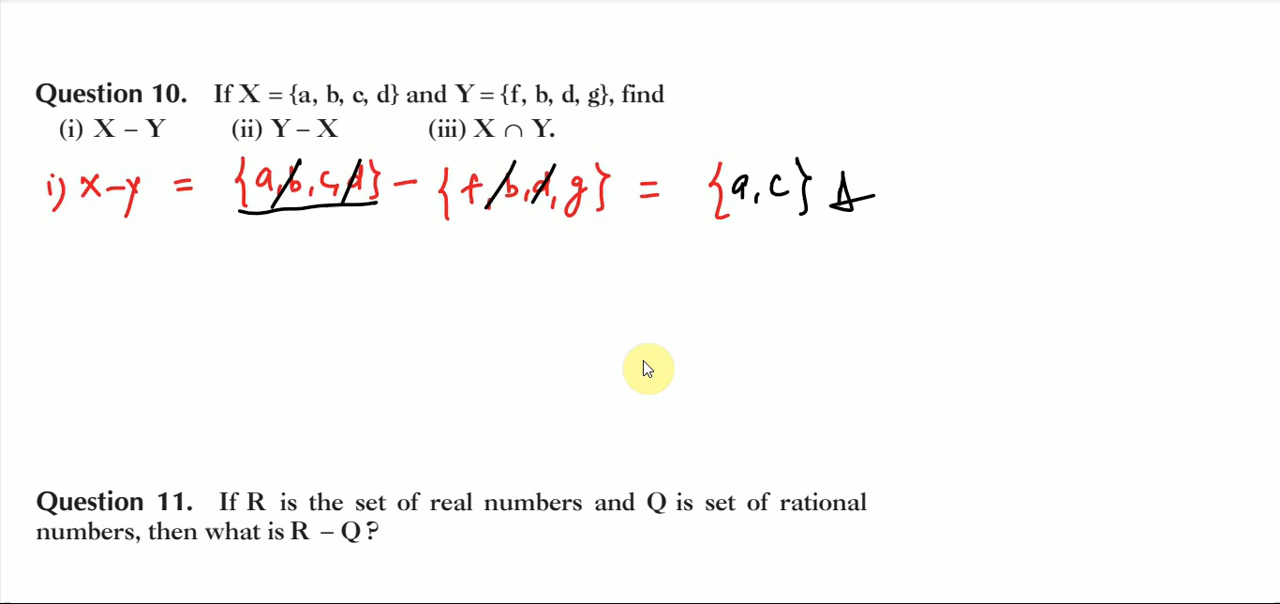 Question 10. If X = {a, b, c, d} and Y = {f, b, d, g}, find
(i) X – Y (ii) Y – X (iii) X ∩ Y.
i) x-y = {a,b,c,d} - {f,b,d,g} = {a,c}
Question 11. If R is the set of real numbers and Q is set of rational
numbers, then what is R – Q?